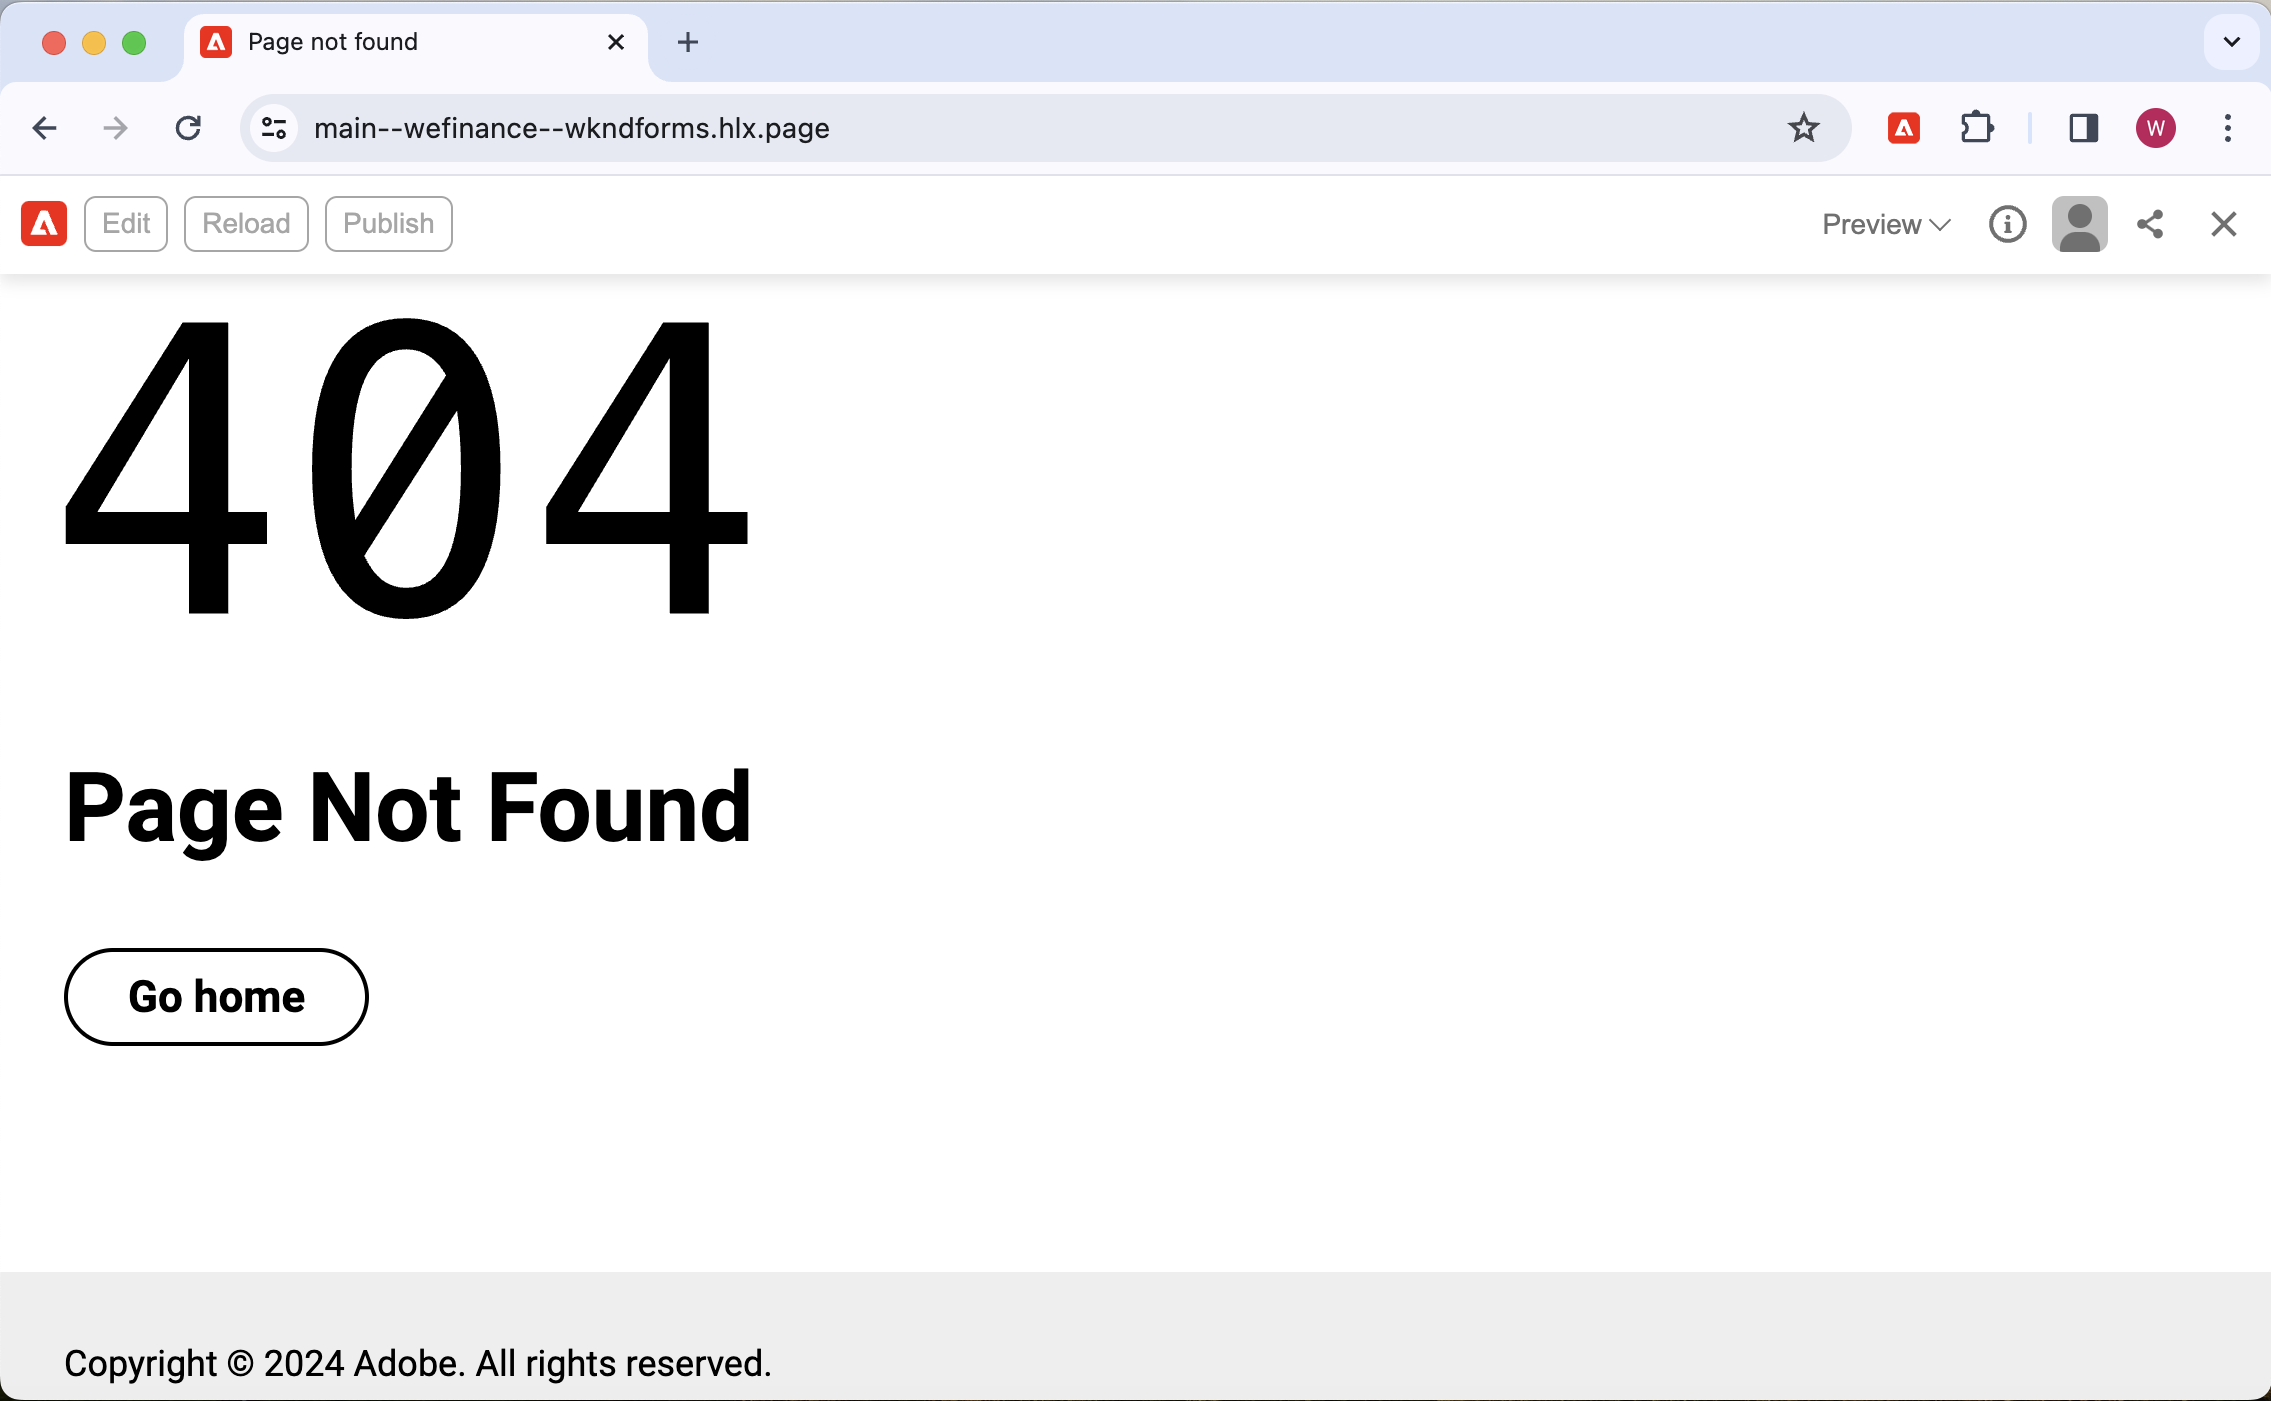 Page not found
main--wefinance--wkndforms.hlx.page
W
Edit Reload Publish Preview
404
Page Not Found
Go home
Copyright © 2024 Adobe. All rights reserved.